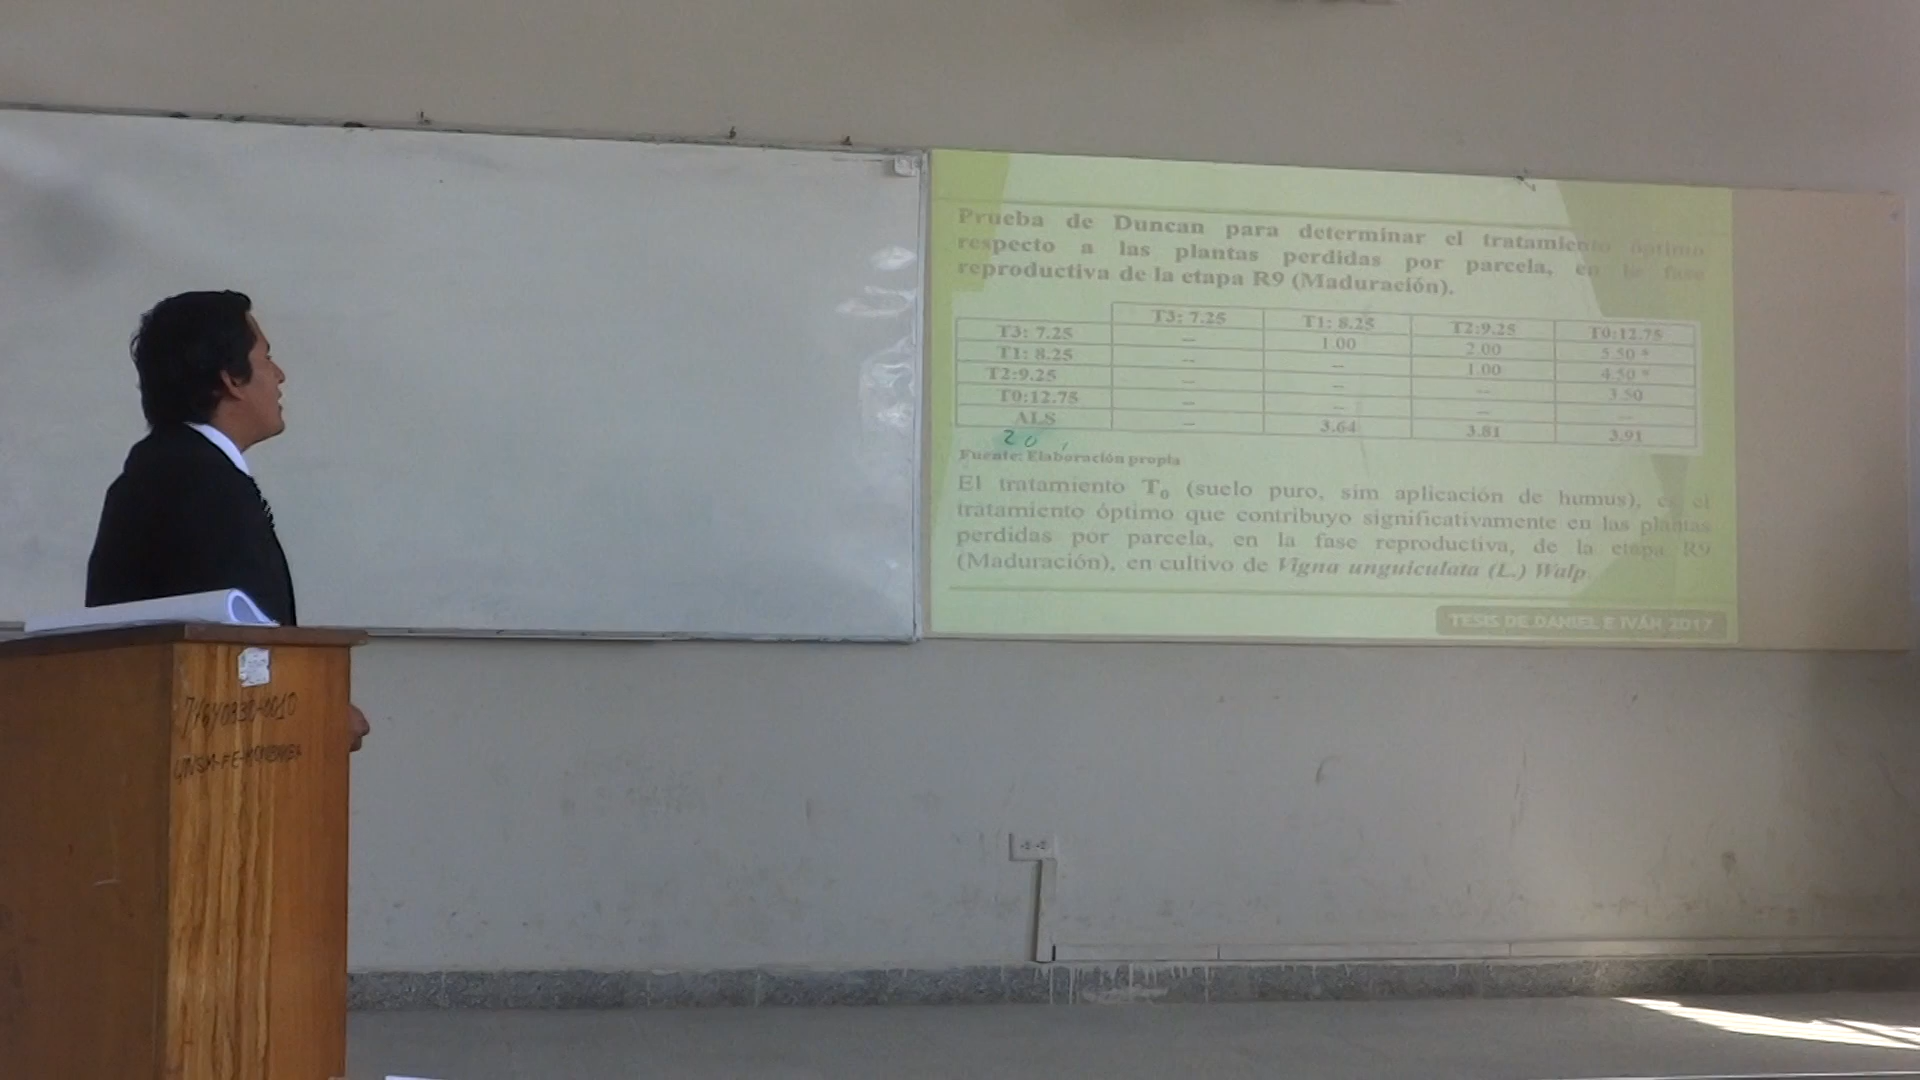 Prueba de Duncan para determinar el tratamiento óptimo
respecto a las plantas perdidas por parcela, en la fase
reproductiva de la etapa R9 (Maduración).
T3: 7.25 T1: 8.25 T2:9.25 T0:12.75
T3: 7.25 -- 1.00 2.00 5.50 *
T1: 8.25 -- -- 1.00 4.50 *
T2:9.25 -- -- -- 3.50
T0:12.75 -- -- -- --
ALS -- 3.64 3.81 3.91
20
Fuente: Elaboración propia
El tratamiento T₀ (suelo puro, sim aplicación de humus), es el
tratamiento óptimo que contribuyo significativamente en las plantas
perdidas por parcela, en la fase reproductiva, de la etapa R9
(Maduración), en cultivo de Vigna unguiculata (L.) Walp
TESIS DE DANIEL E IVÁN 2017
UNSM-FE-